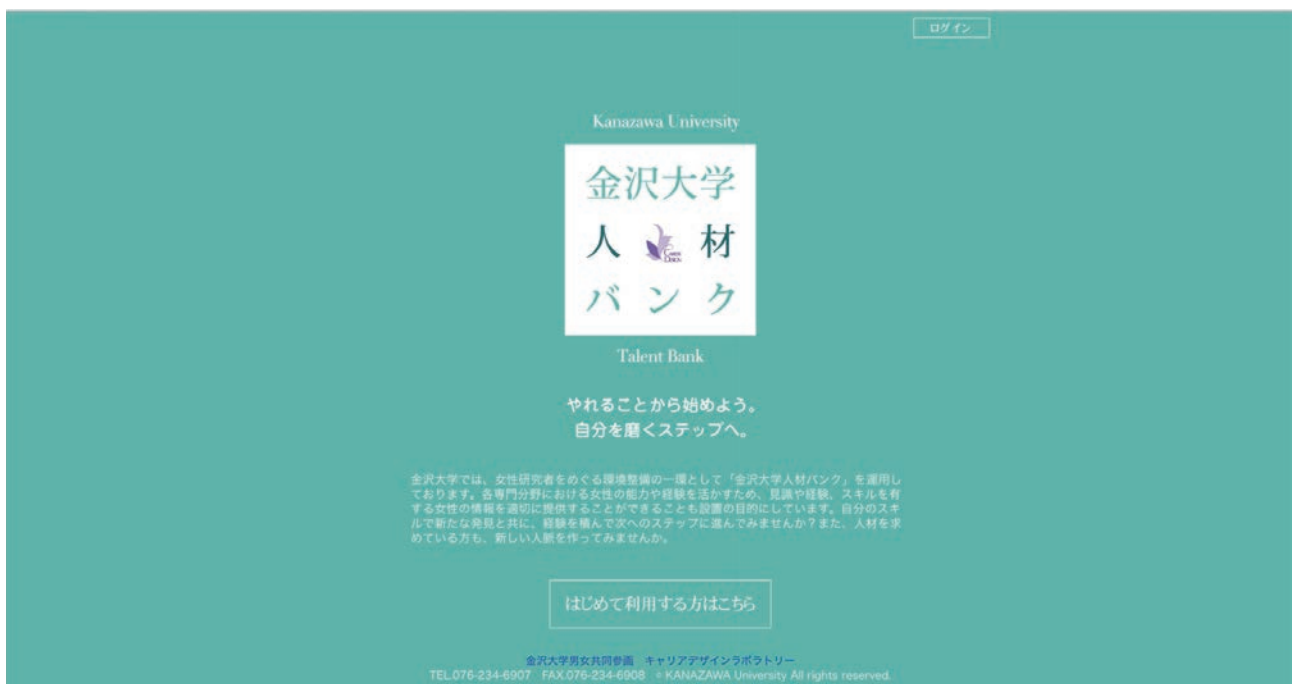 ログイン
Kanazawa University
金沢大学
人 材
CAREER
DESIGN
バンク
Talent Bank
やれることから始めよう。
自分を磨くステップへ。
金沢大学では、女性研究者をめぐる環境整備の一環として「金沢大学人材バンク」を運用し
ております。各専門分野における女性の能力や経験を活かすため、見識や経験、スキルを有
する女性の情報を適切に提供することができることも設置の目的にしています。自分のスキ
ルで新たな発見と共に、経験を積んで次へのステップに進んでみませんか？また、人材を求
めている方も、新しい人脈を作ってみませんか。
はじめて利用する方はこちら
金沢大学男女共同参画　キャリアデザインラボラトリー
TEL.076-234-6907　FAX.076-234-6908　© KANAZAWA University All rights reserved.